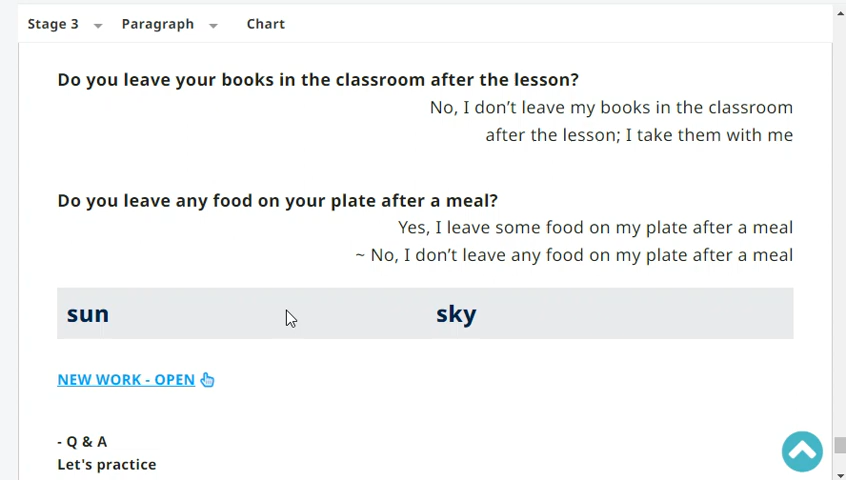 Stage 3 Paragraph Chart
Do you leave your books in the classroom after the lesson?
No, I don’t leave my books in the classroom
after the lesson; I take them with me
Do you leave any food on your plate after a meal?
Yes, I leave some food on my plate after a meal
~ No, I don’t leave any food on my plate after a meal
sun sky
NEW WORK - OPEN
- Q & A
Let's practice